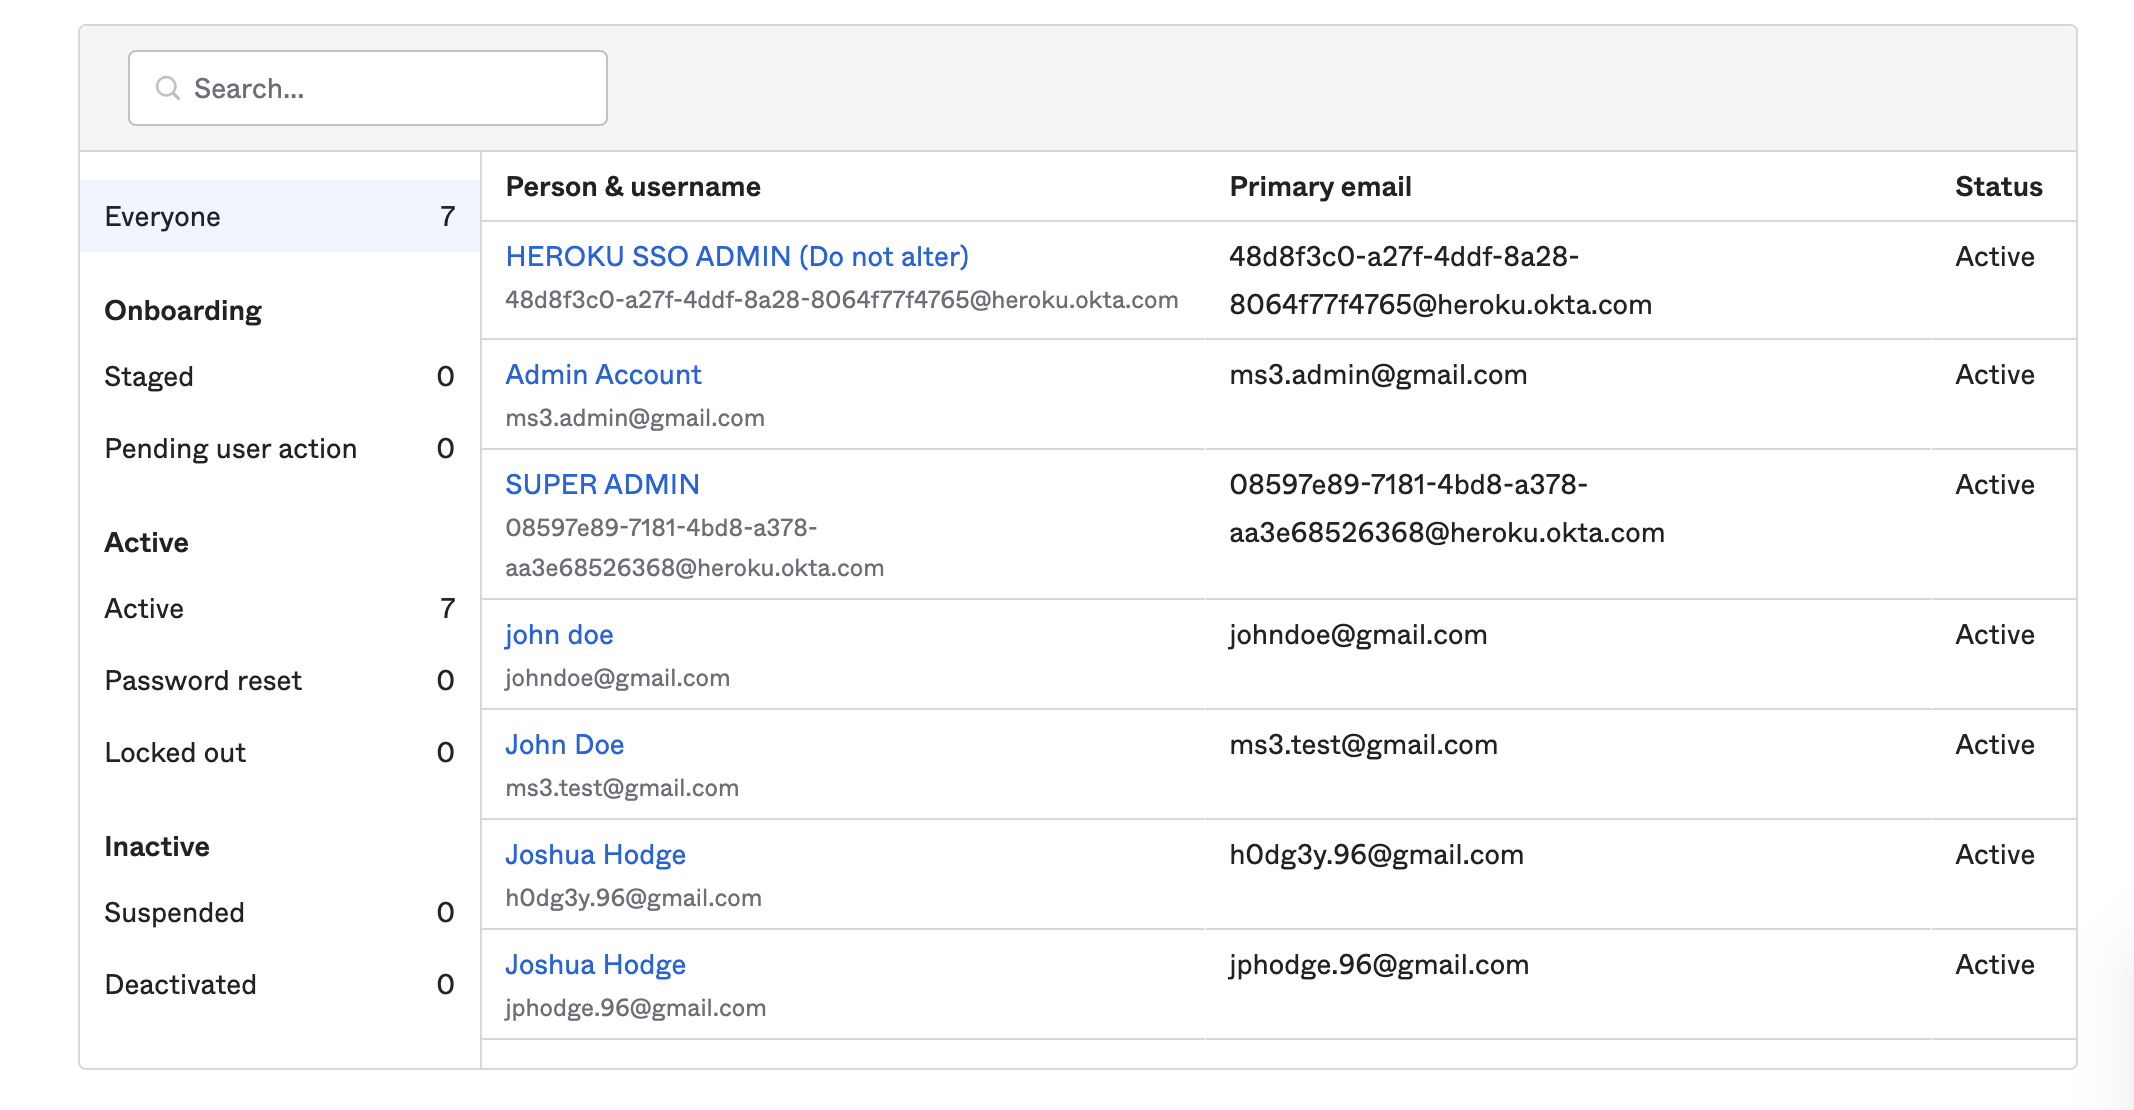 Search...
Everyone 7
Onboarding
Staged 0
Pending user action 0
Active
Active 7
Password reset 0
Locked out 0
Inactive
Suspended 0
Deactivated 0
Person & username Primary email Status
HEROKU SSO ADMIN (Do not alter) 48d8f3c0-a27f-4ddf-8a28- Active
48d8f3c0-a27f-4ddf-8a28-8064f77f4765@heroku.okta.com 8064f77f4765@heroku.okta.com
Admin Account ms3.admin@gmail.com Active
ms3.admin@gmail.com
SUPER ADMIN 08597e89-7181-4bd8-a378- Active
08597e89-7181-4bd8-a378- aa3e68526368@heroku.okta.com
aa3e68526368@heroku.okta.com
john doe johndoe@gmail.com Active
johndoe@gmail.com
John Doe ms3.test@gmail.com Active
ms3.test@gmail.com
Joshua Hodge h0dg3y.96@gmail.com Active
h0dg3y.96@gmail.com
Joshua Hodge jphodge.96@gmail.com Active
jphodge.96@gmail.com